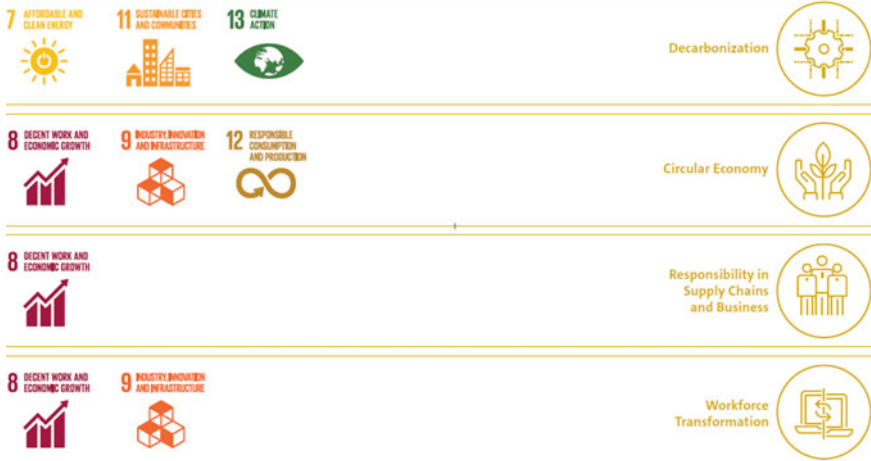 7 AFFORDABLE AND
CLEAN ENERGY
11 SUSTAINABLE CITIES
AND COMMUNITIES
13 CLIMATE
ACTION
Decarbonization
8 DECENT WORK AND
ECONOMIC GROWTH
9 INDUSTRY, INNOVATION
AND INFRASTRUCTURE
12 RESPONSIBLE
CONSUMPTION
AND PRODUCTION
Circular Economy
8 DECENT WORK AND
ECONOMIC GROWTH
Responsibility in
Supply Chains
and Business
8 DECENT WORK AND
ECONOMIC GROWTH
9 INDUSTRY, INNOVATION
AND INFRASTRUCTURE
Workforce
Transformation